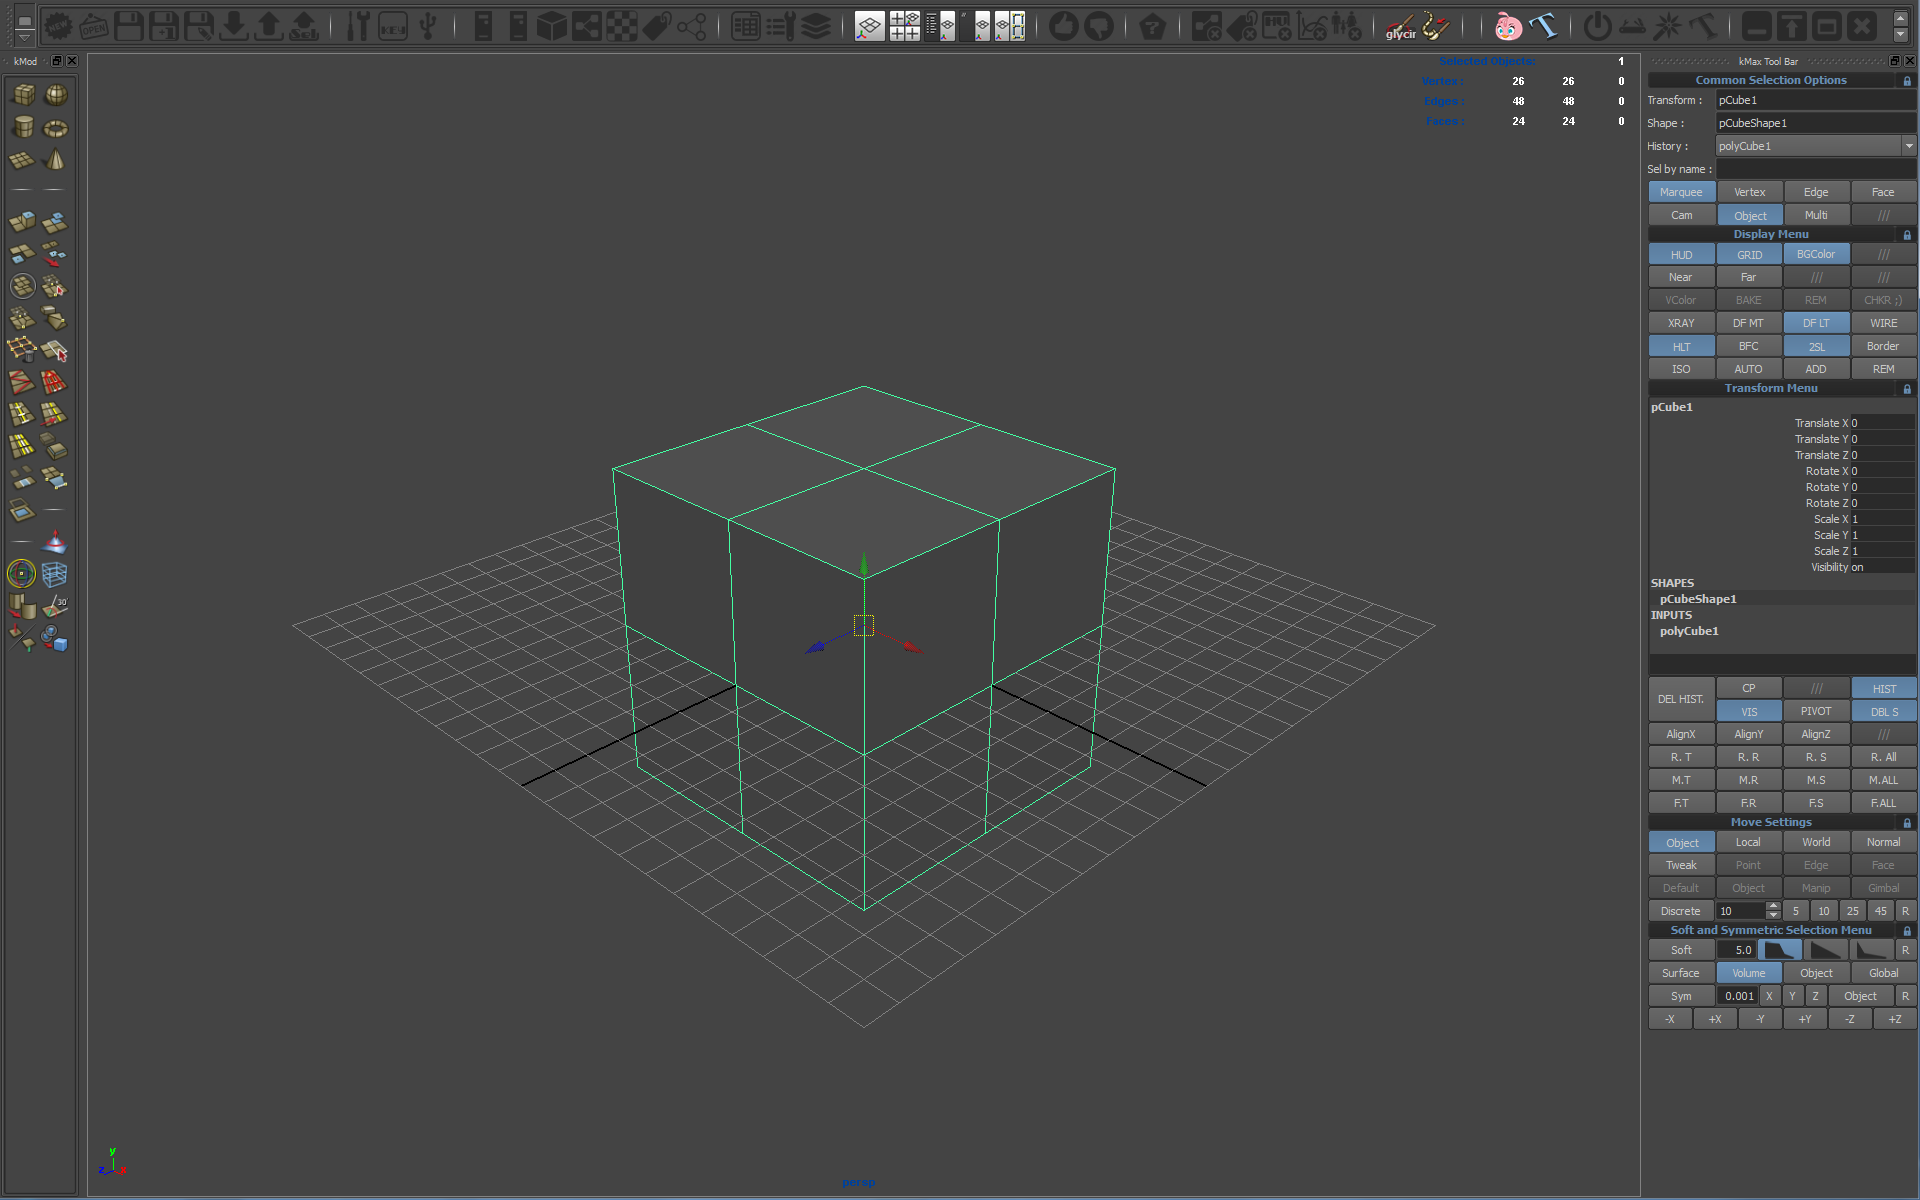 NEW
OPEN
Sel
KEY
glycir
T
kMod
kMax Tool Bar
Selected Objects: 1
Vertex: 26 26 0
Edges: 48 48 0
Faces: 24 24 0
30°
y
z x
persp
Common Selection Options
Transform : pCube1
Shape : pCubeShape1
History : polyCube1
Sel by name :
Marquee Vertex Edge Face
Cam Object Multi ///
Display Menu
HUD GRID BGColor ///
Near Far /// ///
VColor BAKE REM CHKR ;)
XRAY DF MT DF LT WIRE
HLT BFC 2SL Border
ISO AUTO ADD REM
Transform Menu
pCube1
Translate X 0
Translate Y 0
Translate Z 0
Rotate X 0
Rotate Y 0
Rotate Z 0
Scale X 1
Scale Y 1
Scale Z 1
Visibility on
SHAPES
pCubeShape1
INPUTS
polyCube1
DEL HIST. CP /// HIST
VIS PIVOT DBL S
AlignX AlignY AlignZ ///
R. T R. R R. S R. All
M.T M.R M.S M.ALL
F.T F.R F.S F.ALL
Move Settings
Object Local World Normal
Tweak Point Edge Face
Default Object Manip Gimbal
Discrete 10 5 10 25 45 R
Soft and Symmetric Selection Menu
Soft 5.0 R
Surface Volume Object Global
Sym 0.001 X Y Z Object R
-X +X -Y +Y -Z +Z